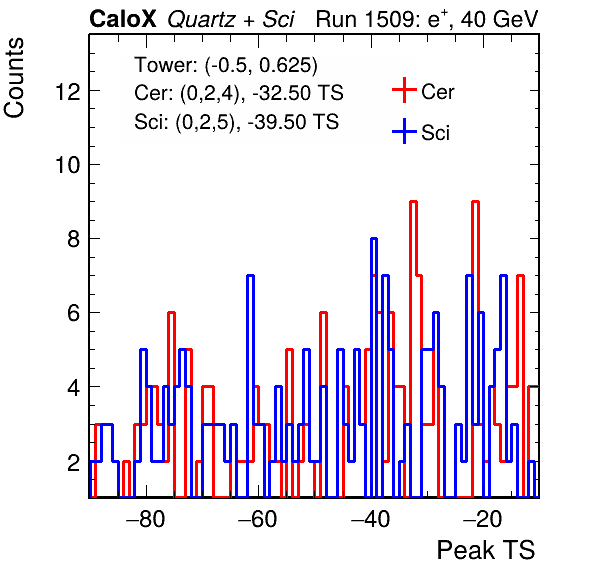 CaloX Quartz + Sci Run 1509: e+, 40 GeV
Counts
Tower: (-0.5, 0.625)
Cer: (0,2,4), -32.50 TS
Sci: (0,2,5), -39.50 TS
Cer
Sci
12
10
8
6
4
2
−80 −60 −40 −20
Peak TS